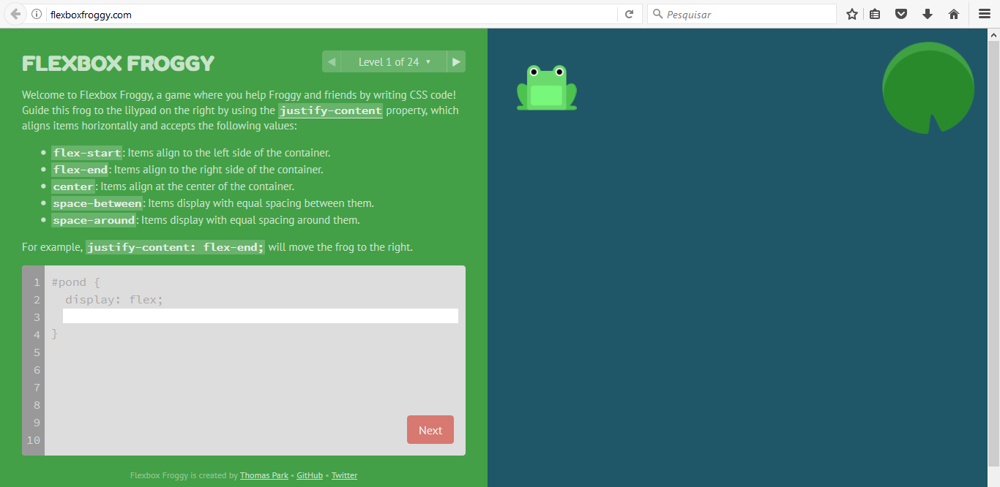 flexboxfroggy.com
Pesquisar
FLEXBOX FROGGY
Level 1 of 24
Welcome to Flexbox Froggy, a game where you help Froggy and friends by writing CSS code!
Guide this frog to the lilypad on the right by using the justify-content property, which
aligns items horizontally and accepts the following values:
• flex-start: Items align to the left side of the container.
• flex-end: Items align to the right side of the container.
• center: Items align at the center of the container.
• space-between: Items display with equal spacing between them.
• space-around: Items display with equal spacing around them.
For example, justify-content: flex-end; will move the frog to the right.
1 #pond {
2 display: flex;
3
4 }
5
6
7
8
9
10
Next
Flexbox Froggy is created by Thomas Park • GitHub • Twitter